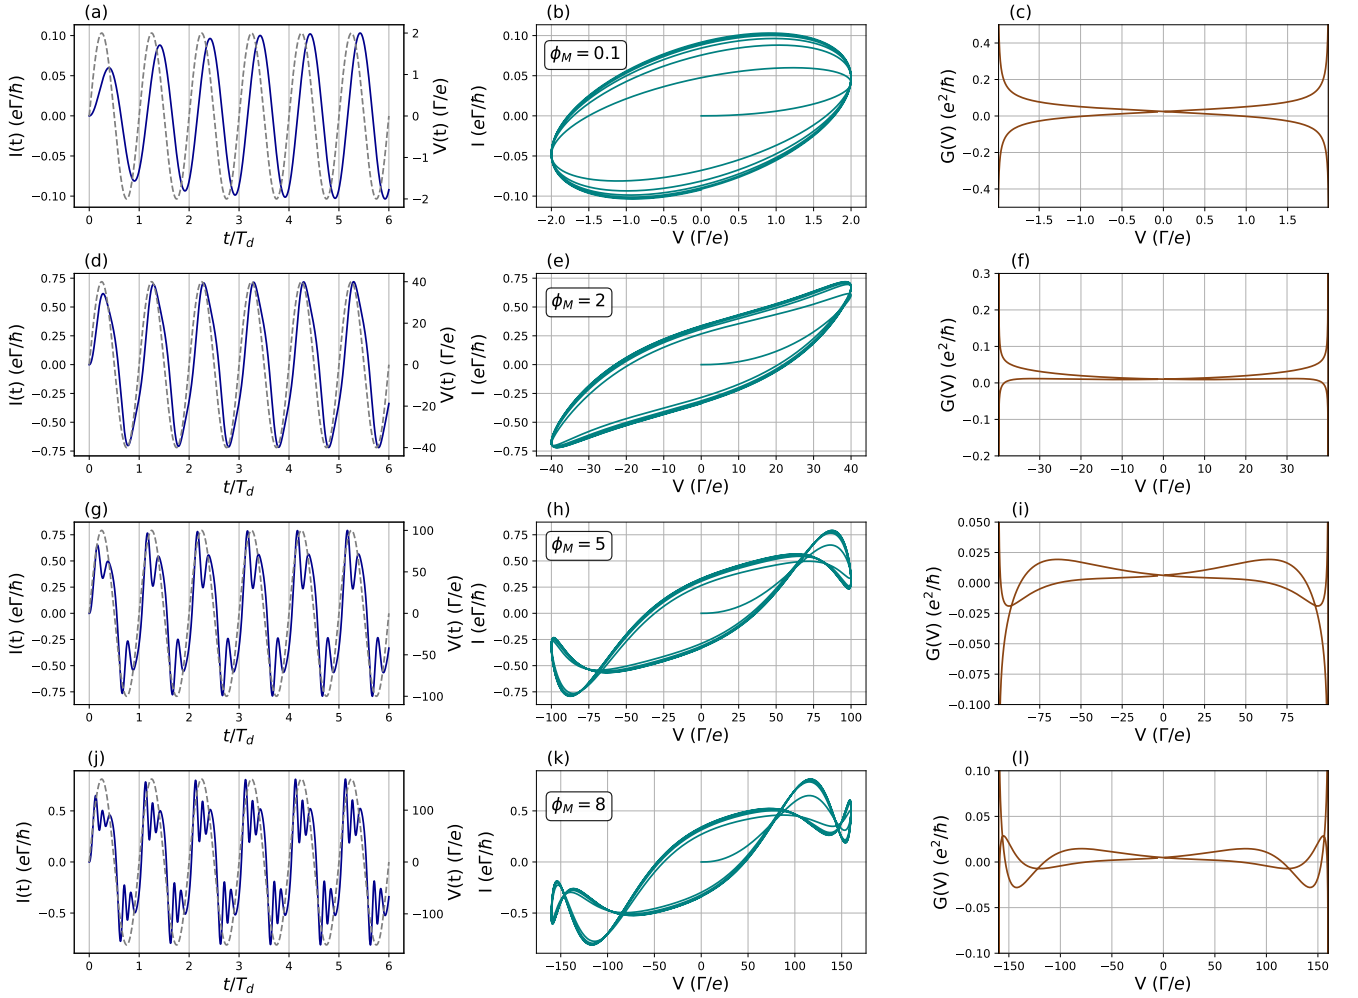 (a)
I(t) (eΓ/ħ)
0.10
0.05
0.00
−0.05
−0.10
0 1 2 3 4 5 6
t/T_d
2
1
0
−1
−2
V(t) (Γ/e)
(b)
I (eΓ/ħ)
0.10
0.05
0.00
−0.05
−0.10
ϕ_M = 0.1
−2.0 −1.5 −1.0 −0.5 0.0 0.5 1.0 1.5 2.0
V (Γ/e)
(c)
G(V) (e²/ħ)
0.4
0.2
0.0
−0.2
−0.4
−1.5 −1.0 −0.5 0.0 0.5 1.0 1.5
V (Γ/e)
(d)
I(t) (eΓ/ħ)
0.75
0.50
0.25
0.00
−0.25
−0.50
−0.75
0 1 2 3 4 5 6
t/T_d
40
20
0
−20
−40
V(t) (Γ/e)
(e)
I (eΓ/ħ)
0.75
0.50
0.25
0.00
−0.25
−0.50
−0.75
ϕ_M = 2
−40 −30 −20 −10 0 10 20 30 40
V (Γ/e)
(f)
G(V) (e²/ħ)
0.3
0.2
0.1
0.0
−0.1
−0.2
−30 −20 −10 0 10 20 30
V (Γ/e)
(g)
I(t) (eΓ/ħ)
0.75
0.50
0.25
0.00
−0.25
−0.50
−0.75
0 1 2 3 4 5 6
t/T_d
100
50
0
−50
−100
V(t) (Γ/e)
(h)
I (eΓ/ħ)
0.75
0.50
0.25
0.00
−0.25
−0.50
−0.75
ϕ_M = 5
−100 −75 −50 −25 0 25 50 75 100
V (Γ/e)
(i)
G(V) (e²/ħ)
0.050
0.025
0.000
−0.025
−0.050
−0.075
−0.100
−75 −50 −25 0 25 50 75
V (Γ/e)
(j)
I(t) (eΓ/ħ)
0.5
0.0
−0.5
0 1 2 3 4 5 6
t/T_d
100
0
−100
V(t) (Γ/e)
(k)
I (eΓ/ħ)
0.5
0.0
−0.5
ϕ_M = 8
−150 −100 −50 0 50 100 150
V (Γ/e)
(l)
G(V) (e²/ħ)
0.10
0.05
0.00
−0.05
−0.10
−150 −100 −50 0 50 100 150
V (Γ/e)